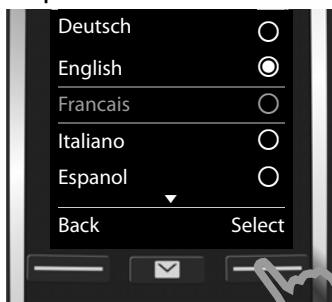 Deutsch
English
Francais
Italiano
Espanol
Back Select